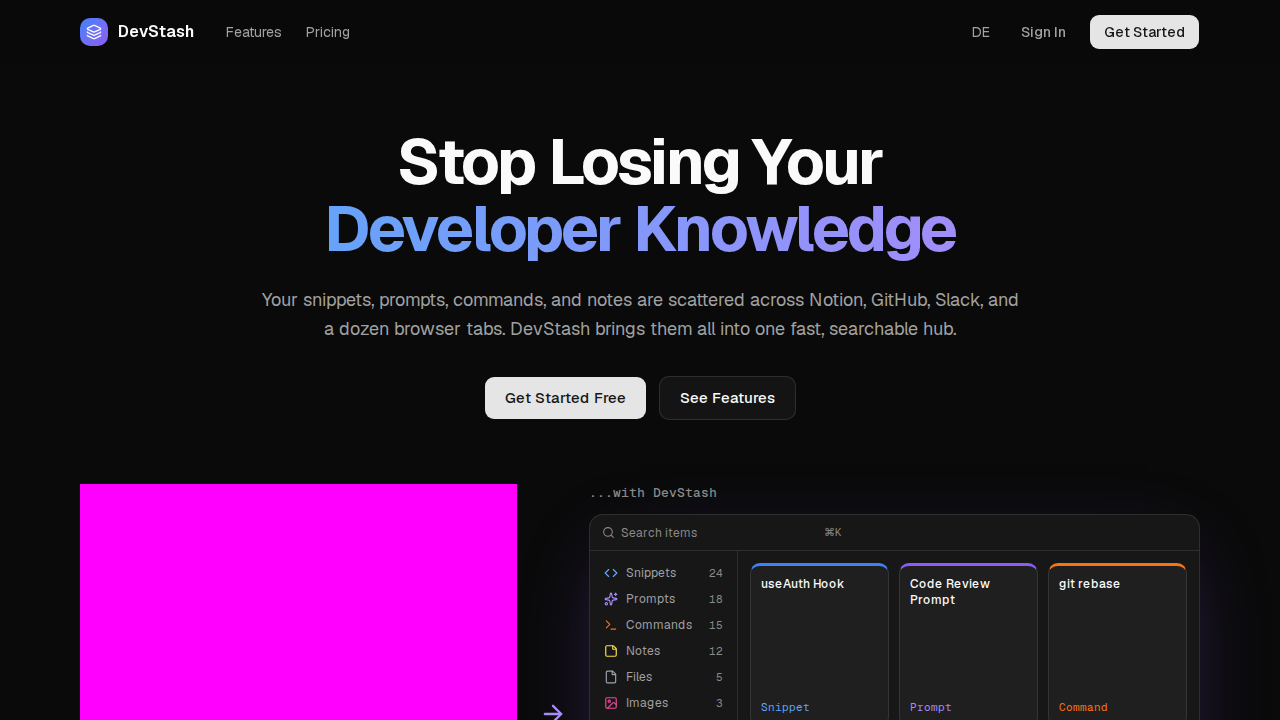 DevStash
Features
Pricing
DE
Sign In
Get Started
Stop Losing Your
Developer Knowledge
Your snippets, prompts, commands, and notes are scattered across Notion, GitHub, Slack, and
a dozen browser tabs. DevStash brings them all into one fast, searchable hub.
Get Started Free
See Features
...with DevStash
Search items
⌘K
Snippets 24
Prompts 18
Commands 15
Notes 12
Files 5
Images 3
useAuth Hook
Snippet
Code Review
Prompt
Prompt
git rebase
Command